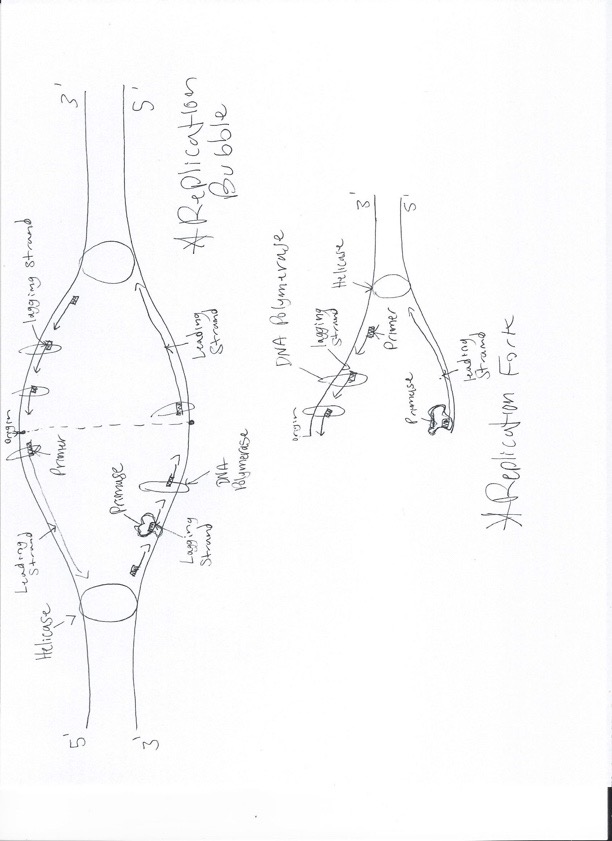 3'
5'
* Replication
Bubble
lagging strand
Leading
Strand
origin
Primer
Primase
DNA
Polymerase
Lagging
Strand
Leading
Strand
Helicase
5'
3'
3'
5'
Helicase
DNA Polymerase
lagging
Strand
Primer
origin
Primase
leading
Strand
* Replication Fork